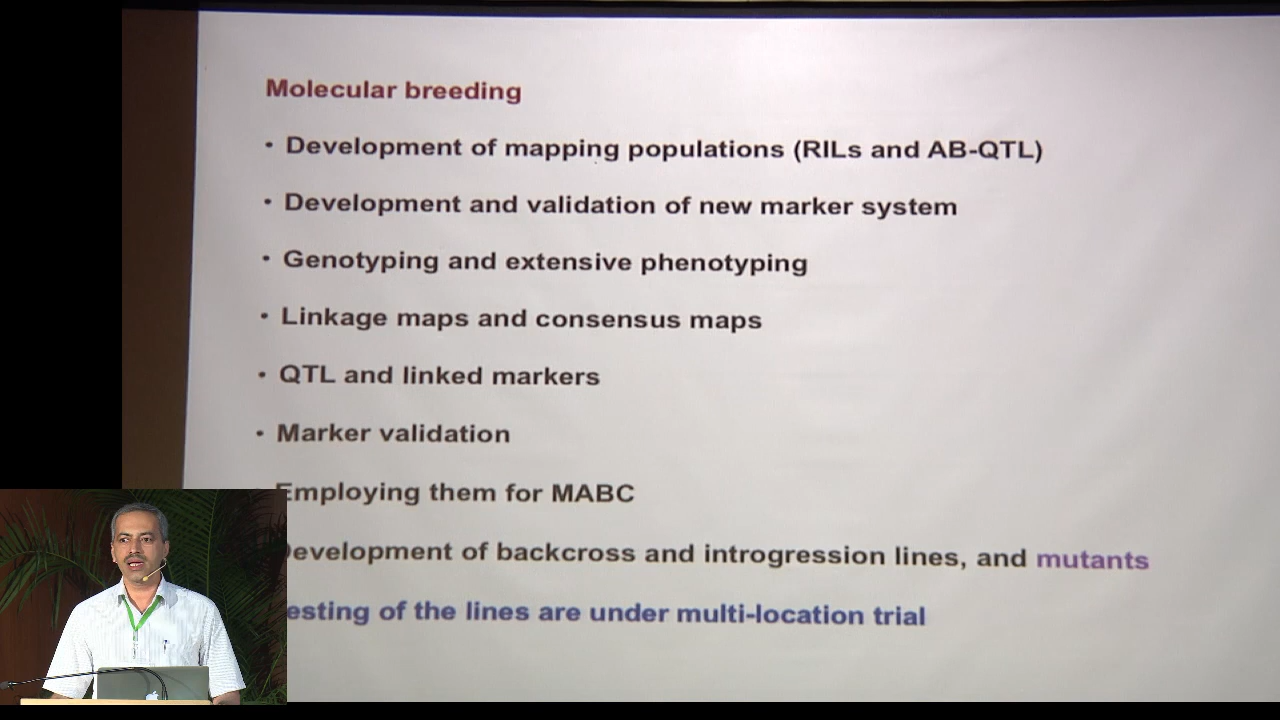 Molecular breeding
• Development of mapping populations (RILs and AB-QTL)
• Development and validation of new marker system
• Genotyping and extensive phenotyping
• Linkage maps and consensus maps
• QTL and linked markers
• Marker validation
Employing them for MABC
Development of backcross and introgression lines, and mutants
esting of the lines are under multi-location trial